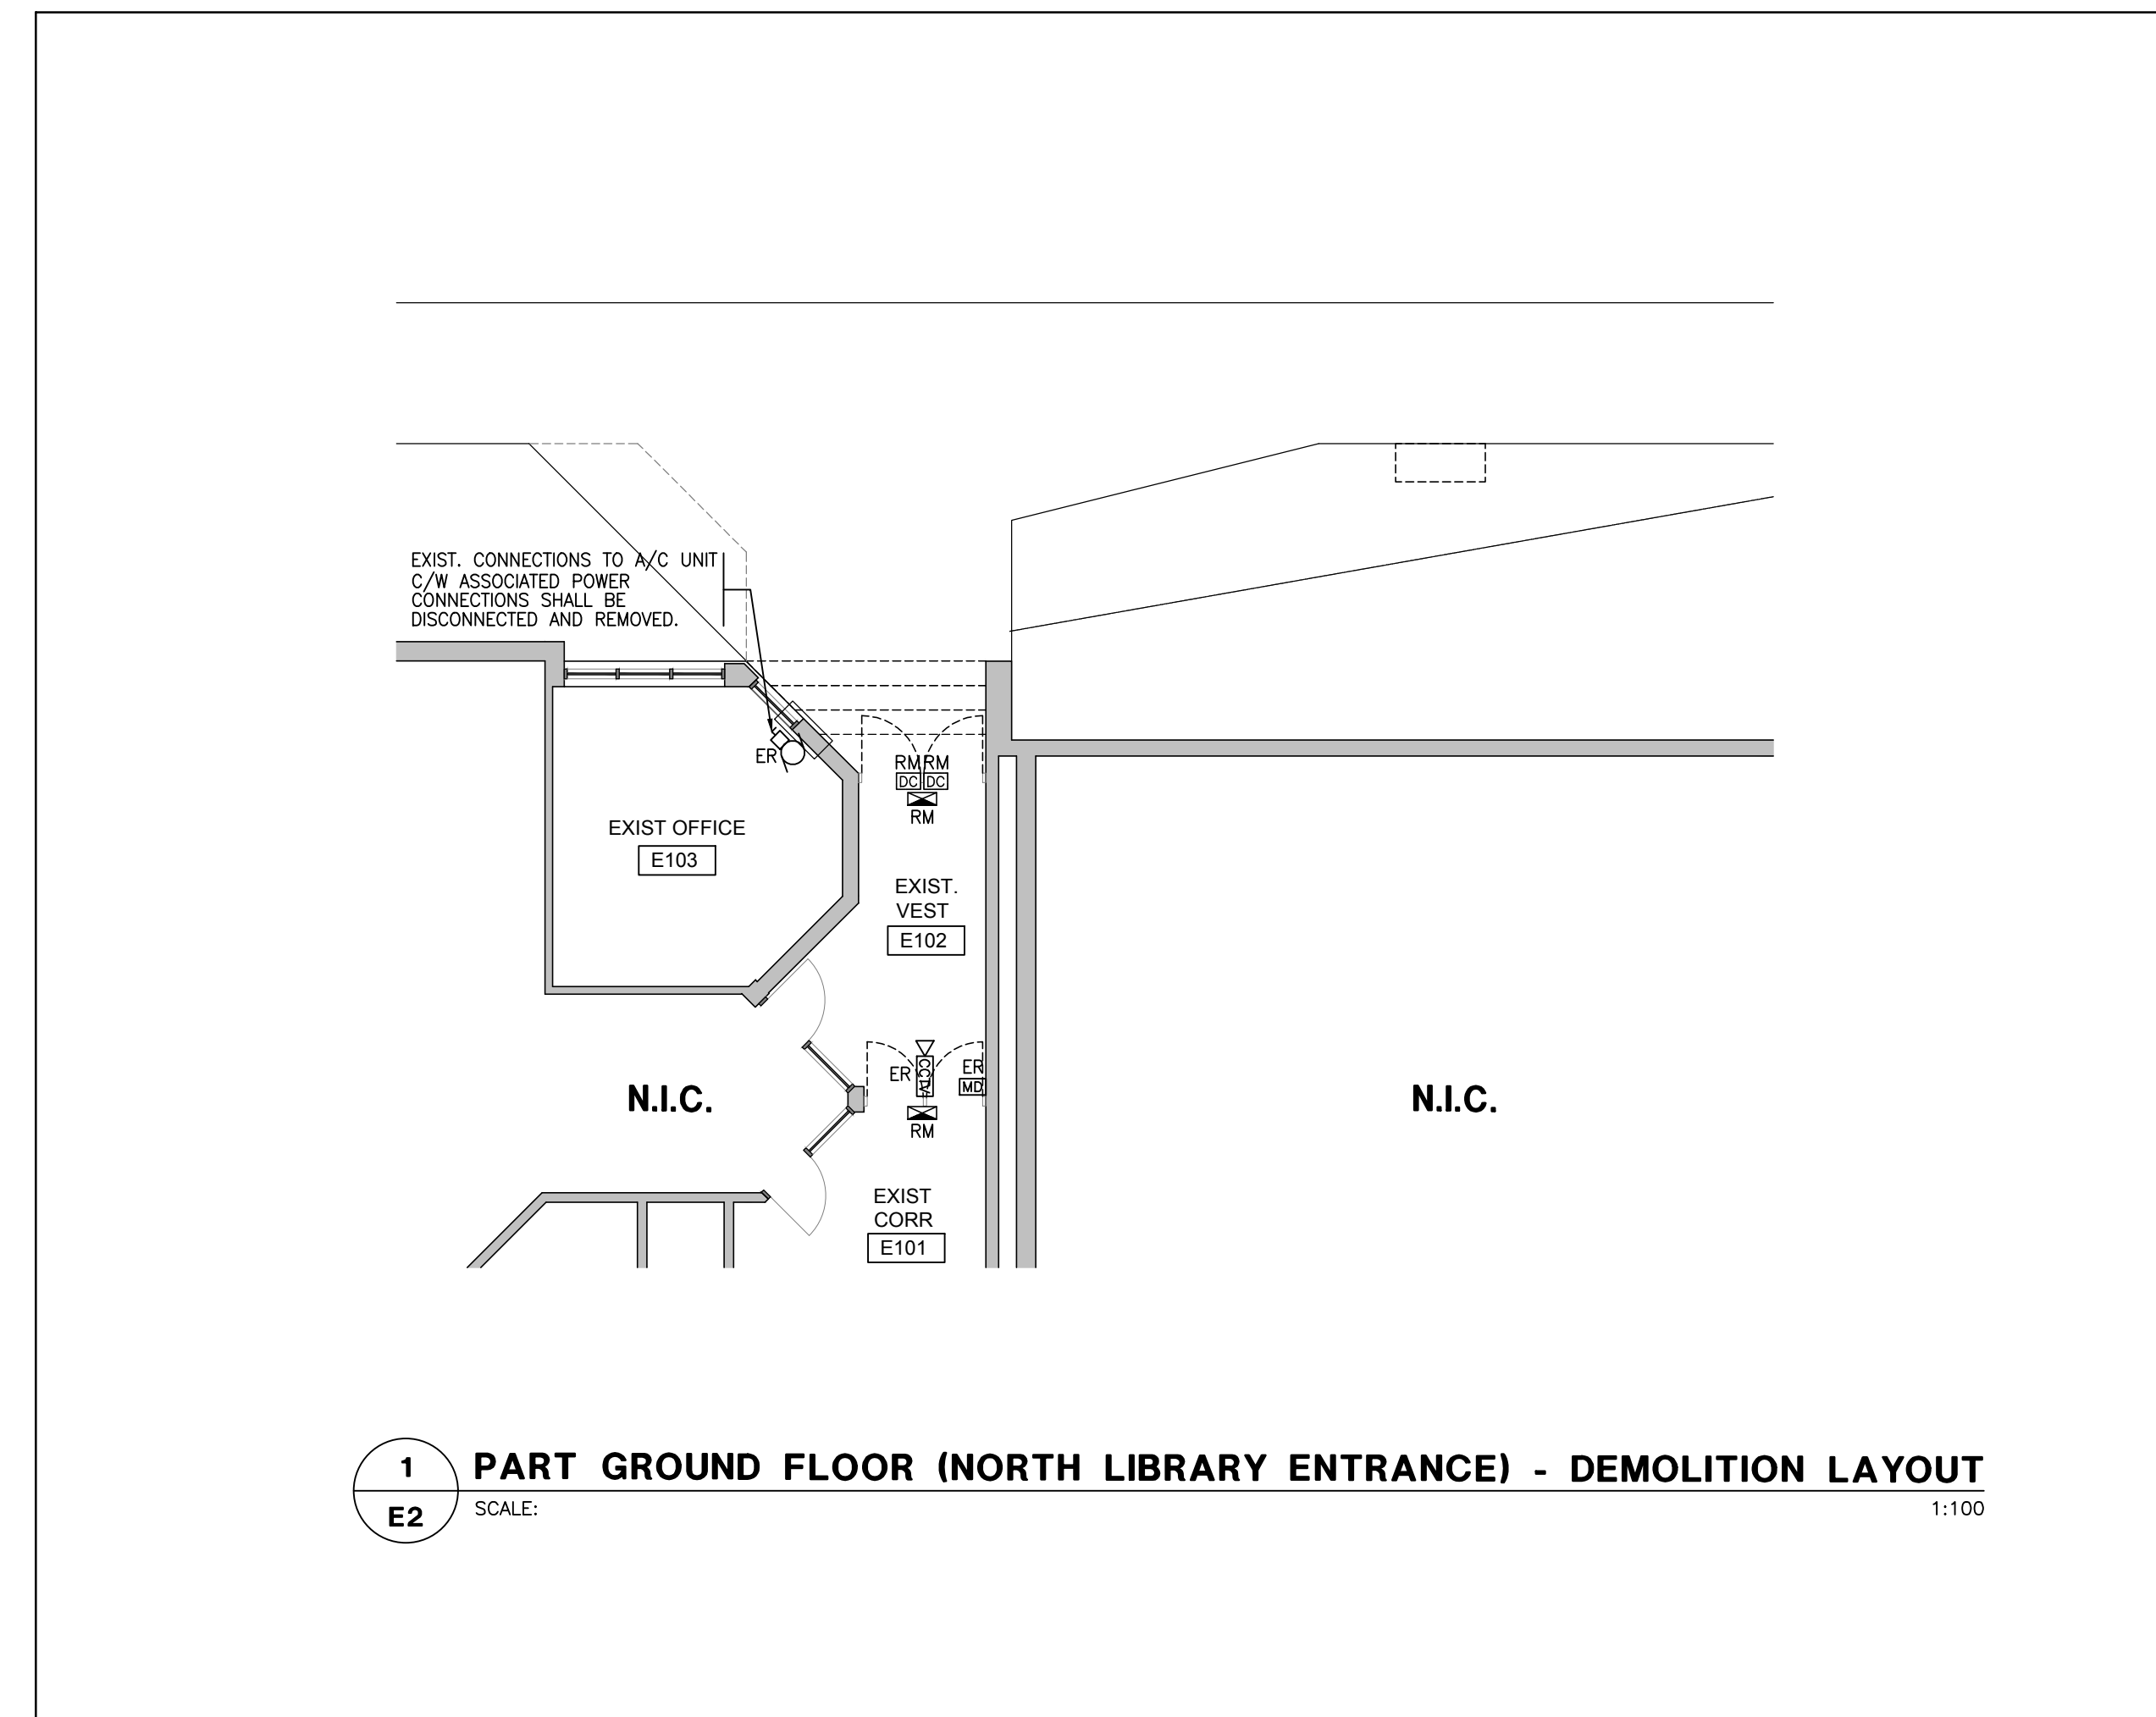 EXIST. CONNECTIONS TO A/C UNIT
C/W ASSOCIATED POWER
CONNECTIONS SHALL BE
DISCONNECTED AND REMOVED.
ER
RM RM
DC DC
RM
EXIST OFFICE
E103
EXIST.
VEST
E102
ER
CCTV
ER
MD
RM
N.I.C.
N.I.C.
EXIST
CORR
E101
1
E2
PART GROUND FLOOR (NORTH LIBRARY ENTRANCE) - DEMOLITION LAYOUT
SCALE: 1:100